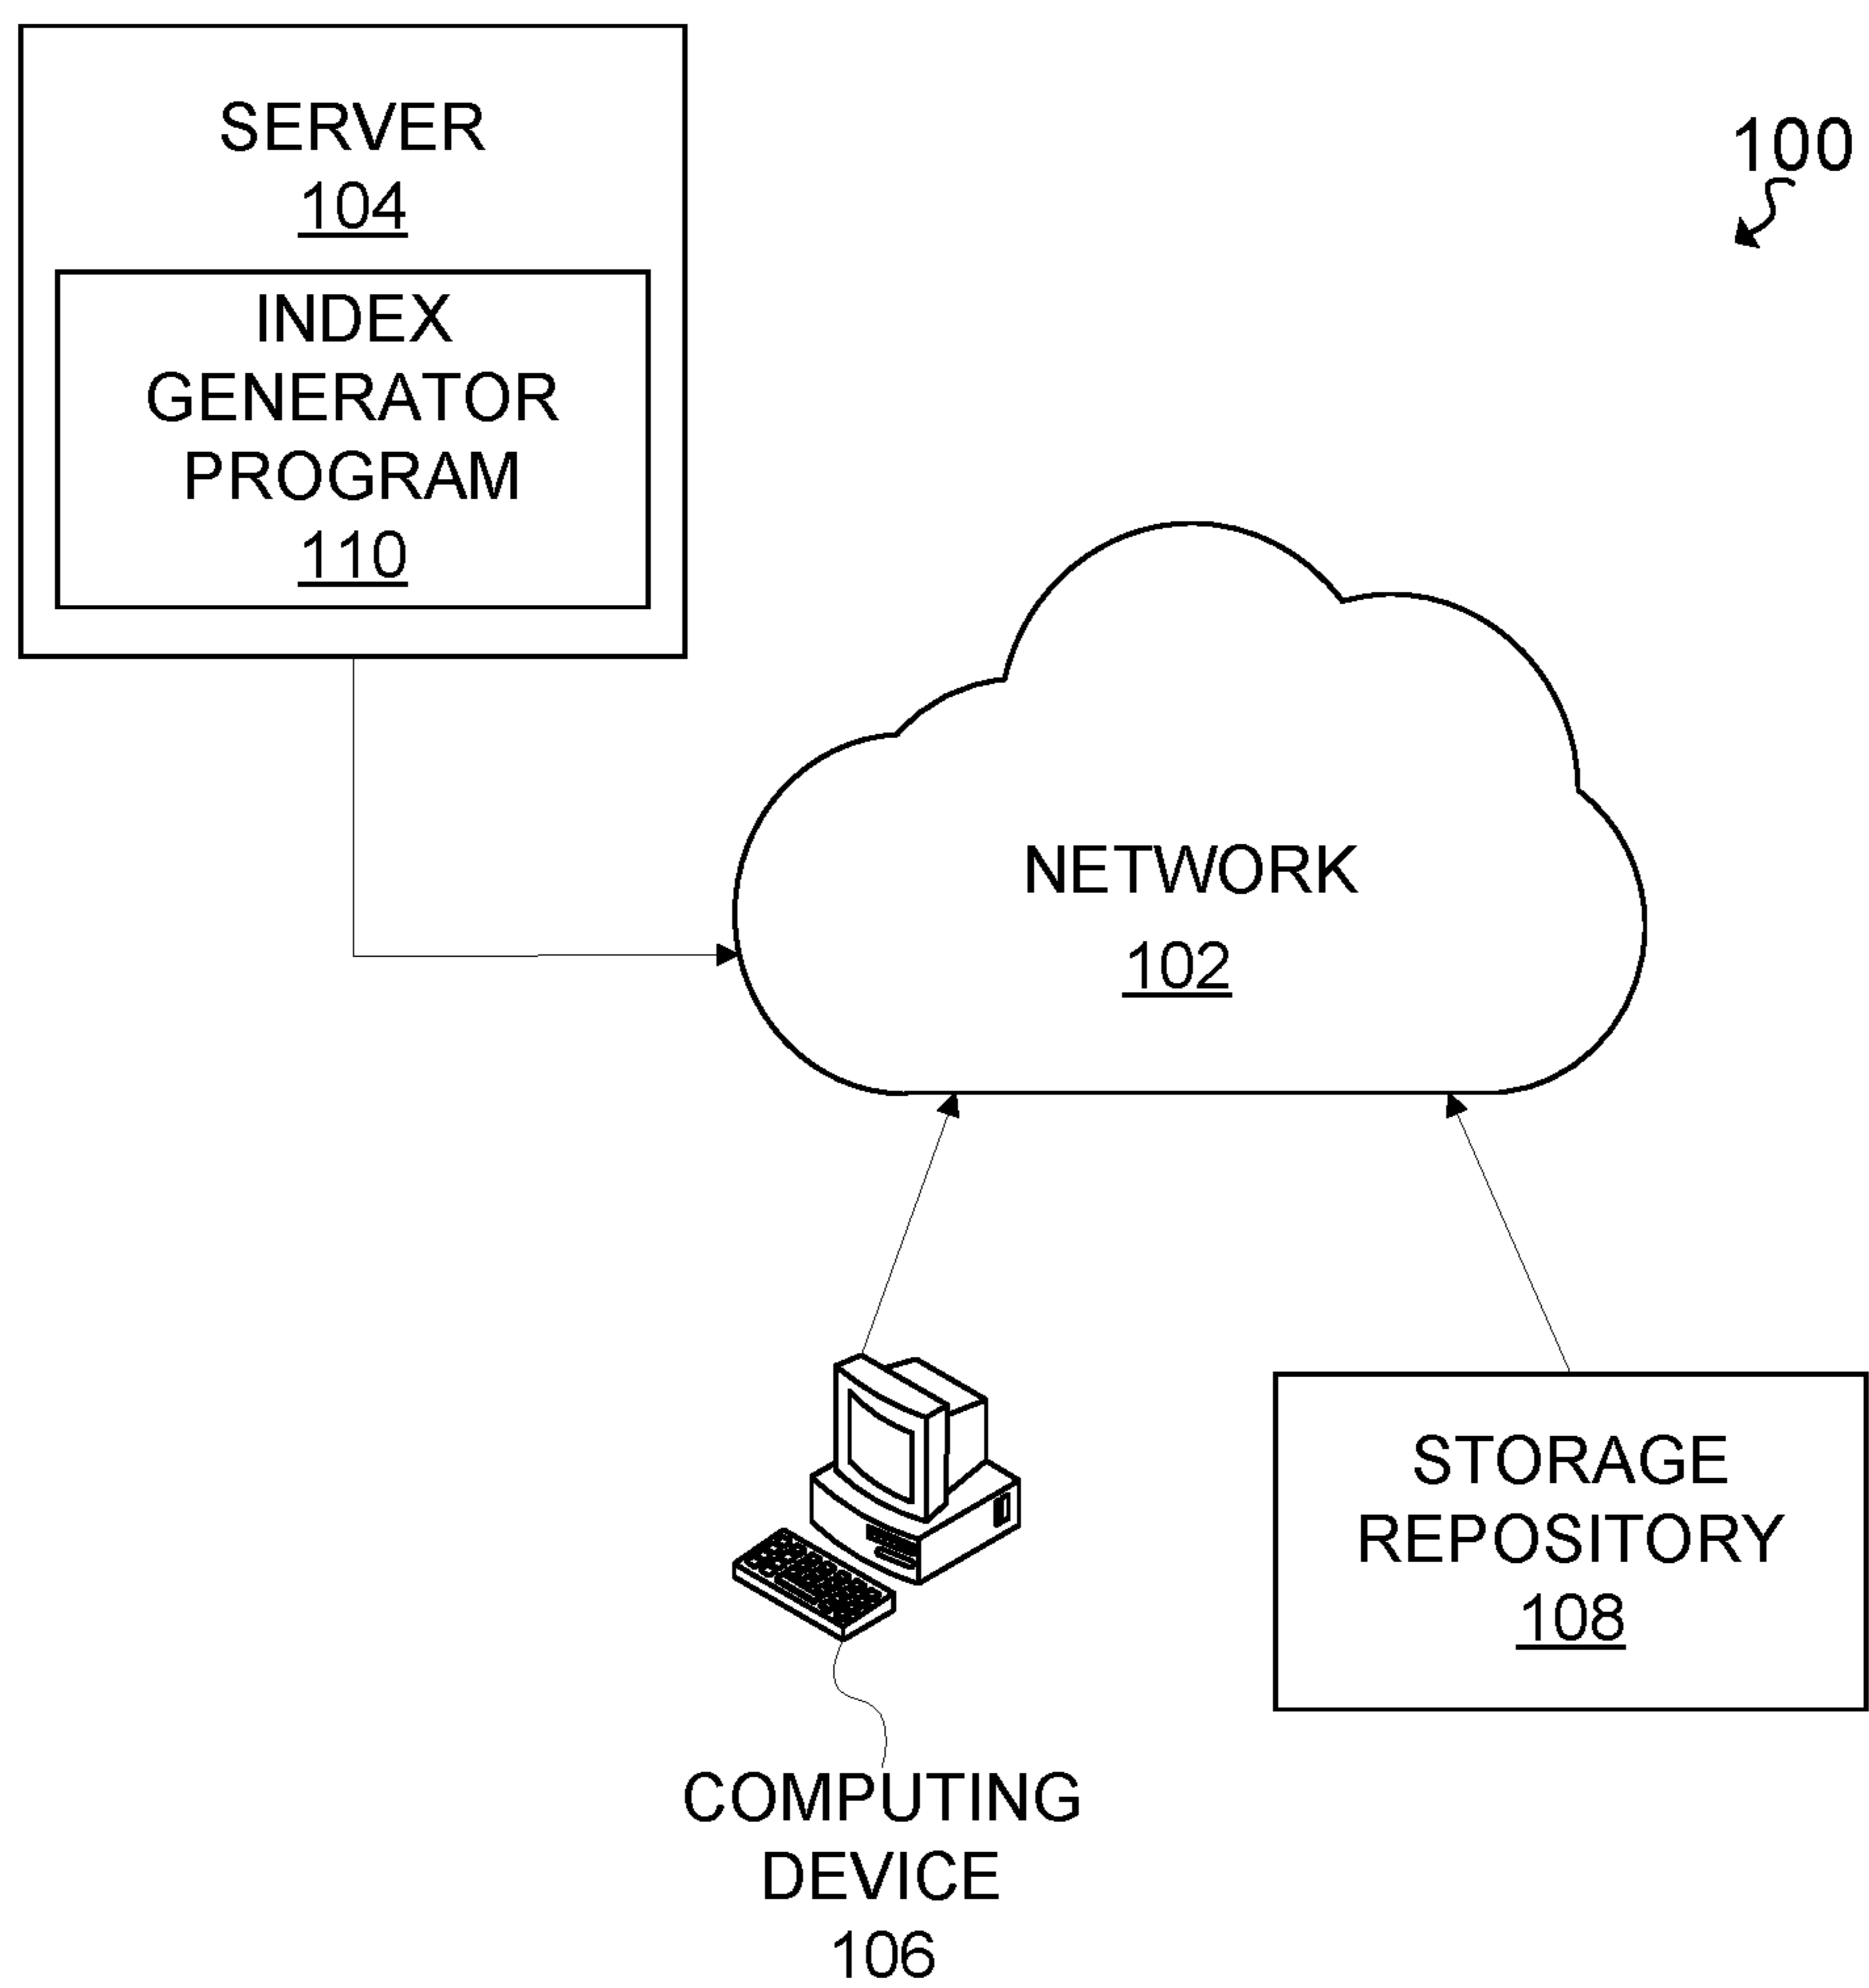 SERVER
104
INDEX
GENERATOR
PROGRAM
110
100
NETWORK
102
STORAGE
REPOSITORY
108
COMPUTING
DEVICE
106